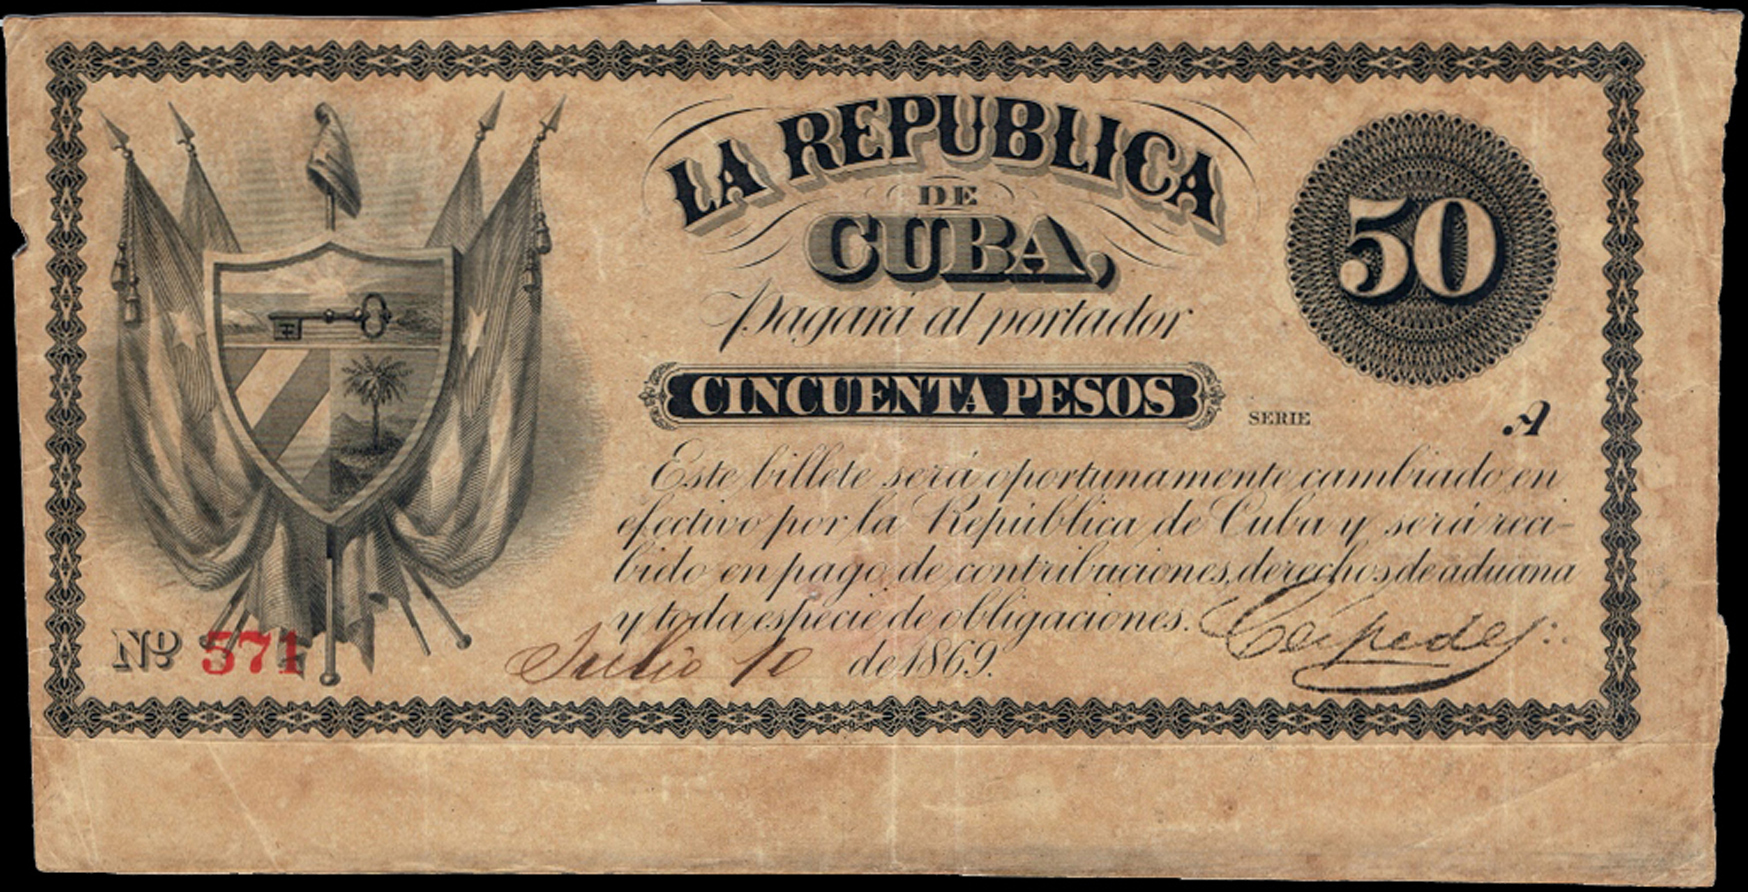 LA REPUBLICA
DE
CUBA,
50
Pagará al portador
CINCUENTA PESOS
SERIE A
Este billete será oportunamente cambiado en
efectivo por la República de Cuba y será reci-
bido en pago de contribuciones, derechos de aduana
y toda especie de obligaciones.
Céspedes
Nº 571
Julio 10 de 1869.